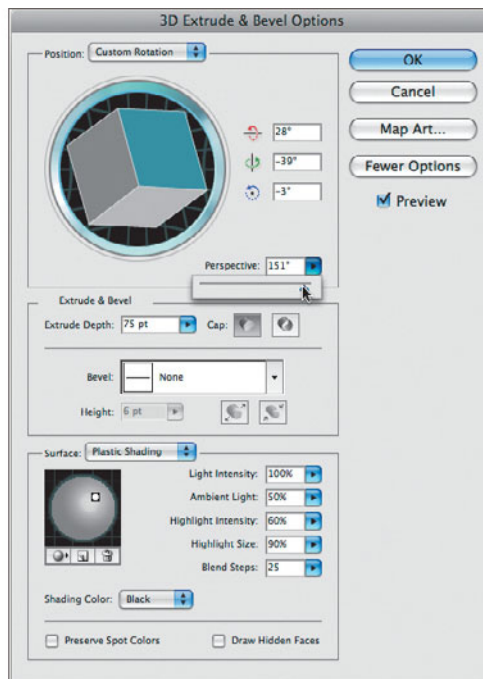 3D Extrude & Bevel Options
Position: Custom Rotation
28°
-39°
-3°
Perspective: 151°
OK
Cancel
Map Art...
Fewer Options
Preview
Extrude & Bevel
Extrude Depth: 75 pt Cap:
Bevel: None
Height: 6 pt
Surface: Plastic Shading
Light Intensity: 100%
Ambient Light: 50%
Highlight Intensity: 60%
Highlight Size: 90%
Blend Steps: 25
Shading Color: Black
Preserve Spot Colors Draw Hidden Faces